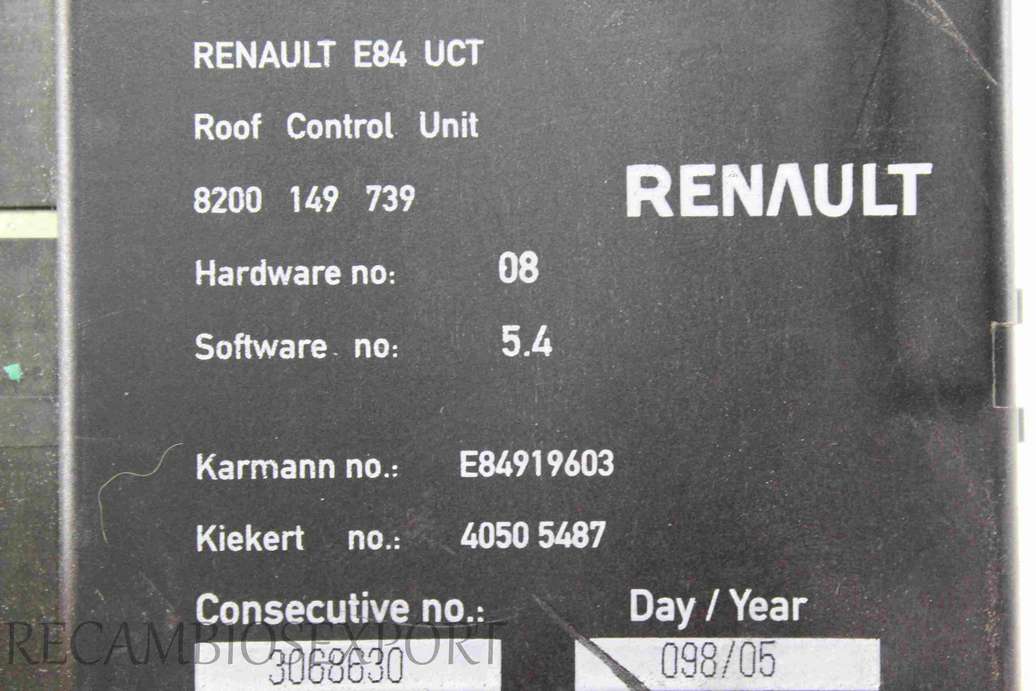 RENAULT E84 UCT
Roof Control Unit
8200 149 739
RENAULT
Hardware no: 08
Software no: 5.4
Karmann no.: E84919603
Kiekert no.: 4050 5487
Consecutive no.: Day / Year
3068630 098/05
RECAMBIOSEXPORT